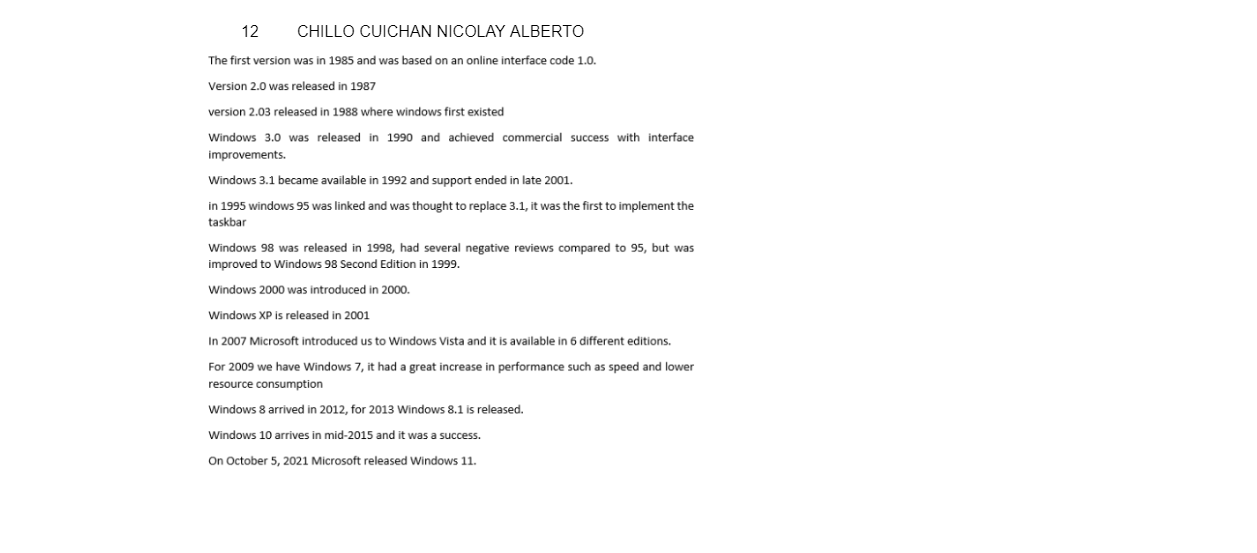 12 CHILLO CUICHAN NICOLAY ALBERTO
The first version was in 1985 and was based on an online interface code 1.0.
Version 2.0 was released in 1987
version 2.03 released in 1988 where windows first existed
Windows 3.0 was released in 1990 and achieved commercial success with interface
improvements.
Windows 3.1 became available in 1992 and support ended in late 2001.
in 1995 windows 95 was linked and was thought to replace 3.1, it was the first to implement the
taskbar
Windows 98 was released in 1998, had several negative reviews compared to 95, but was
improved to Windows 98 Second Edition in 1999.
Windows 2000 was introduced in 2000.
Windows XP is released in 2001
In 2007 Microsoft introduced us to Windows Vista and it is available in 6 different editions.
For 2009 we have Windows 7, it had a great increase in performance such as speed and lower
resource consumption
Windows 8 arrived in 2012, for 2013 Windows 8.1 is released.
Windows 10 arrives in mid-2015 and it was a success.
On October 5, 2021 Microsoft released Windows 11.